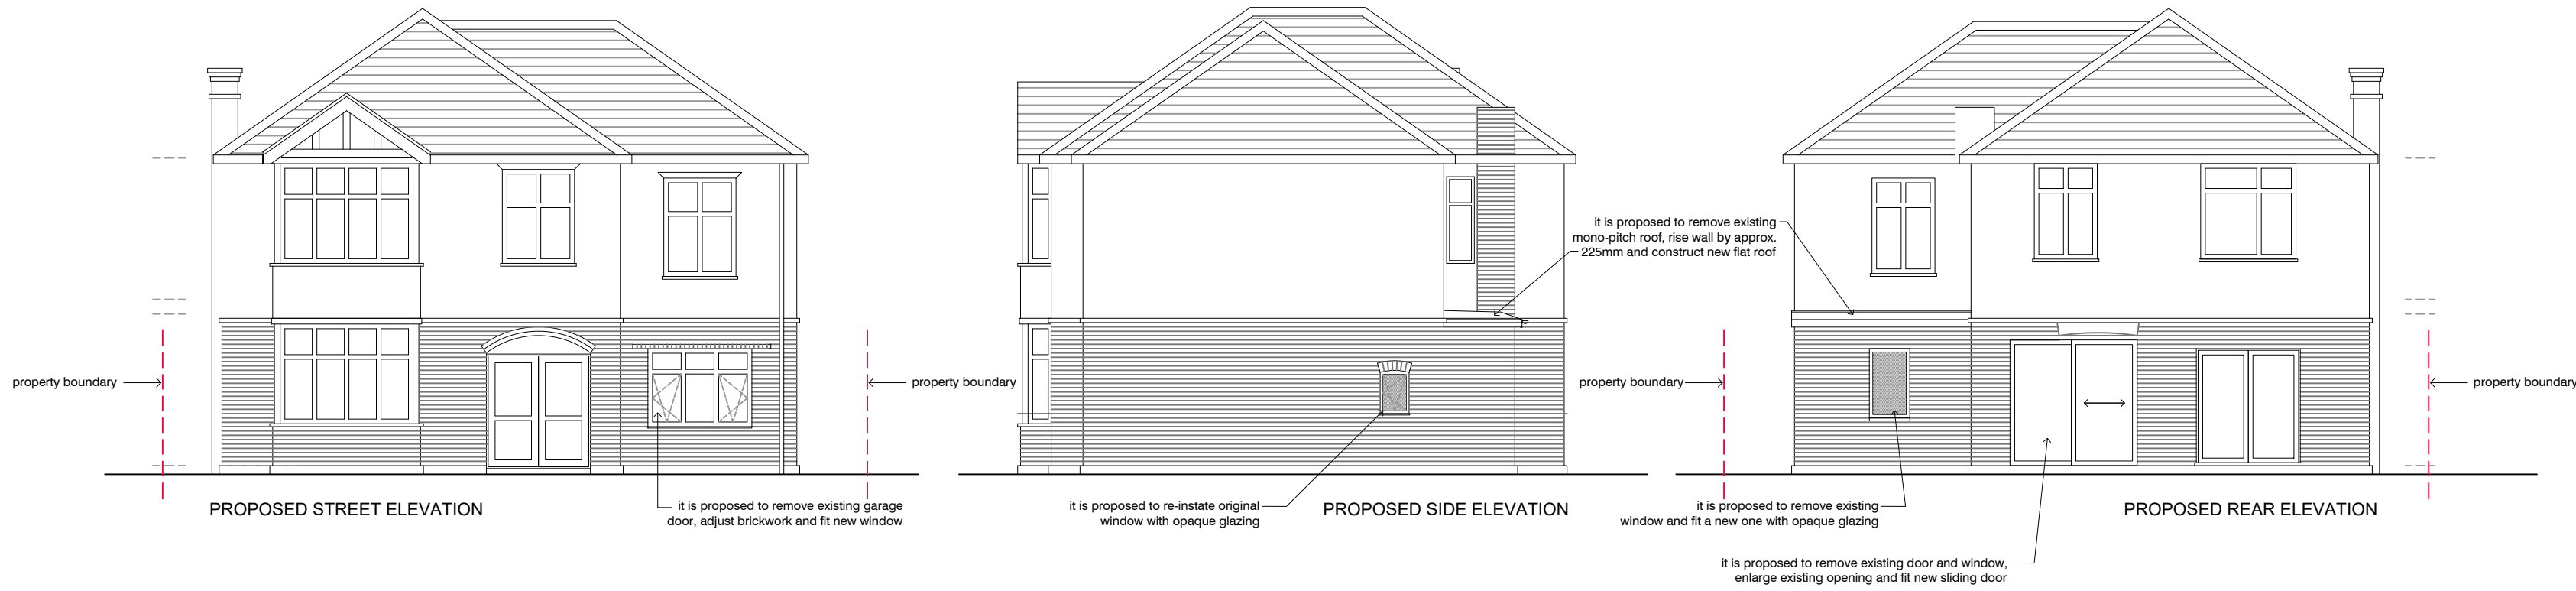 it is proposed to remove existing
mono-pitch roof, rise wall by approx.
225mm and construct new flat roof
property boundary
property boundary
property boundary
property boundary
PROPOSED STREET ELEVATION
it is proposed to remove existing garage
door, adjust brickwork and fit new window
it is proposed to re-instate original
window with opaque glazing
PROPOSED SIDE ELEVATION
it is proposed to remove existing
window and fit a new one with opaque glazing
PROPOSED REAR ELEVATION
it is proposed to remove existing door and window,
enlarge existing opening and fit new sliding door